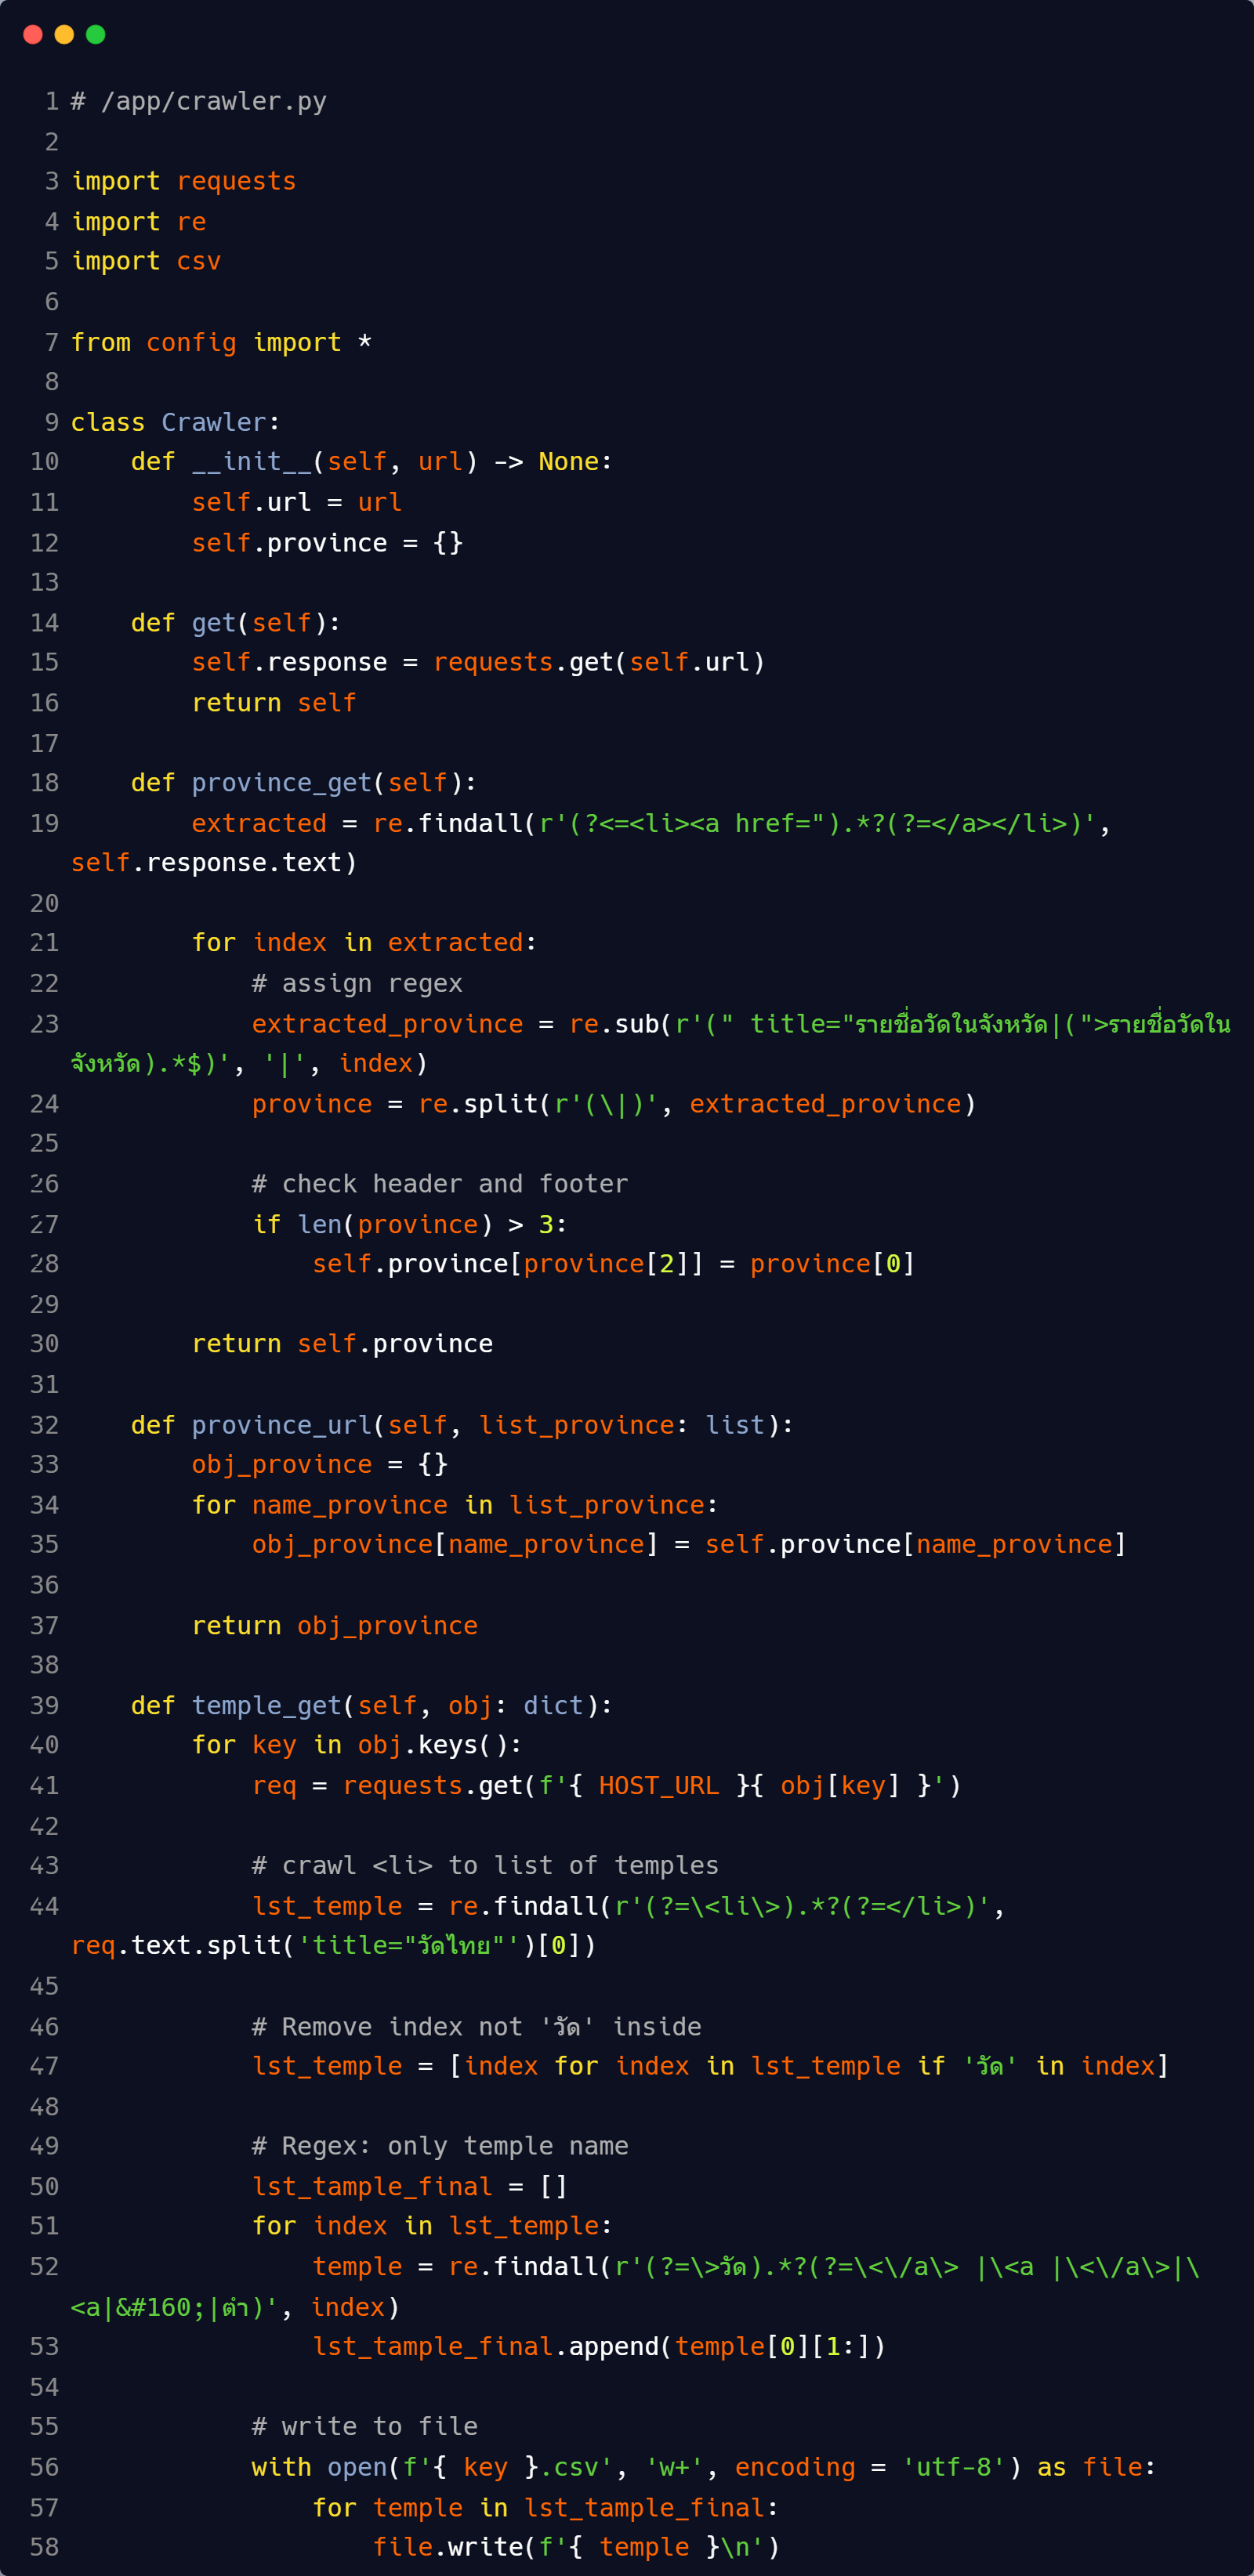 1 # /app/crawler.py
2
3 import requests
4 import re
5 import csv
6
7 from config import *
8
9 class Crawler:
10     def __init__(self, url) -> None:
11         self.url = url
12         self.province = {}
13
14     def get(self):
15         self.response = requests.get(self.url)
16         return self
17
18     def province_get(self):
19         extracted = re.findall(r'(?<=<li><a href=").*?(?=</a></li>)',
self.response.text)
20
21         for index in extracted:
22             # assign regex
23             extracted_province = re.sub(r'(" title="รายชื่อวัดในจังหวัด|(">รายชื่อวัดใน
จังหวัด).*$)', '|', index)
24             province = re.split(r'(\|)', extracted_province)
25
26             # check header and footer
27             if len(province) > 3:
28                 self.province[province[2]] = province[0]
29
30         return self.province
31
32     def province_url(self, list_province: list):
33         obj_province = {}
34         for name_province in list_province:
35             obj_province[name_province] = self.province[name_province]
36
37         return obj_province
38
39     def temple_get(self, obj: dict):
40         for key in obj.keys():
41             req = requests.get(f'{ HOST_URL }{ obj[key] }')
42
43             # crawl <li> to list of temples
44             lst_temple = re.findall(r'(?=\<li\>).*?(?=</li>)',
req.text.split('title="วัดไทย"')[0])
45
46             # Remove index not 'วัด' inside
47             lst_temple = [index for index in lst_temple if 'วัด' in index]
48
49             # Regex: only temple name
50             lst_tample_final = []
51             for index in lst_temple:
52                 temple = re.findall(r'(?=\>วัด).*?(?=\<\/a\> |\<a |\<\/a\>|\
<a|&#160;|ตำ)', index)
53                 lst_tample_final.append(temple[0][1:])
54
55             # write to file
56             with open(f'{ key }.csv', 'w+', encoding = 'utf-8') as file:
57                 for temple in lst_tample_final:
58                     file.write(f'{ temple }\n')